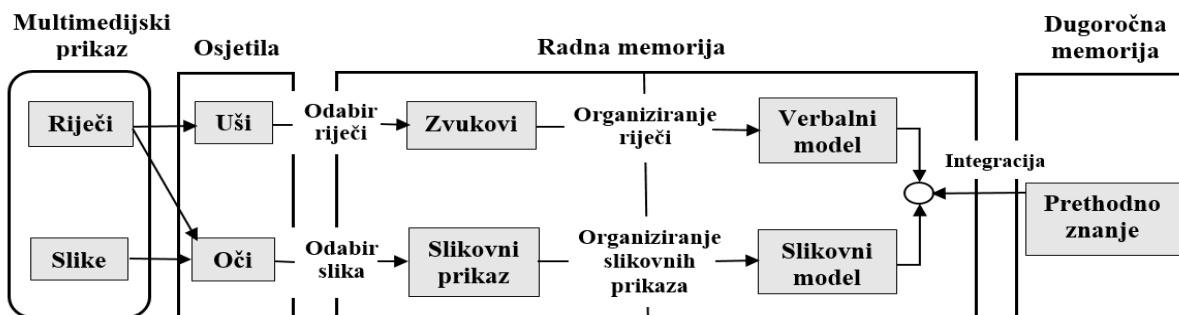 Multimedijski
prikaz
Osjetila
Radna memorija
Dugoročna
memorija
Riječi
Uši
Odabir
riječi
Zvukovi
Organiziranje
riječi
Verbalni
model
Integracija
Prethodno
znanje
Slike
Oči
Odabir
slika
Slikovni
prikaz
Organiziranje
slikovnih
prikaza
Slikovni
model